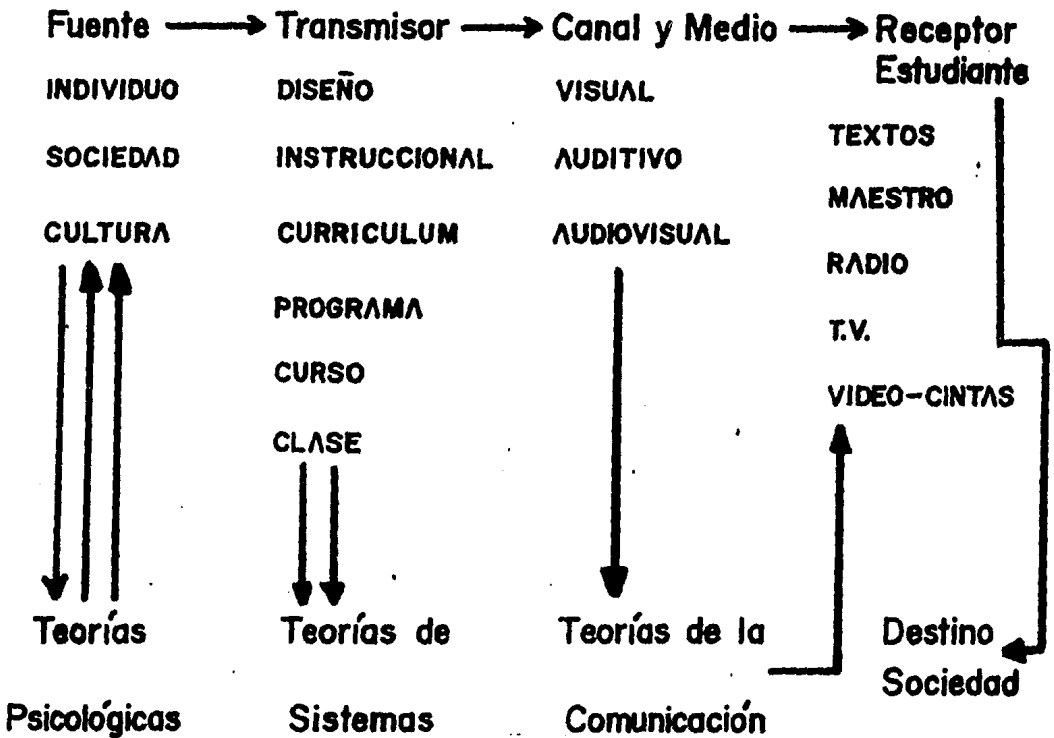 Fuente → Transmisor → Canal y Medio → Receptor
Estudiante
INDIVIDUO
SOCIEDAD
CULTURA
DISEÑO
INSTRUCCIONAL
CURRICULUM
PROGRAMA
CURSO
CLASE
VISUAL
AUDITIVO
AUDIOVISUAL
TEXTOS
MAESTRO
RADIO
T.V.
VIDEO-CINTAS
Teorías
Psicológicas
Teorías de
Sistemas
Teorías de la
Comunicación
Destino
Sociedad